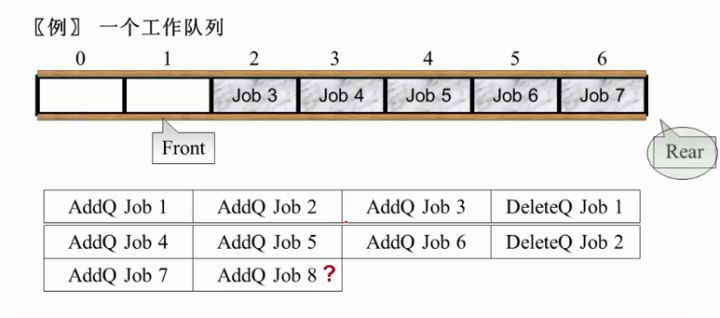 〖例〗 一个工作队列
0 1 2 3 4 5 6
Job 3 Job 4 Job 5 Job 6 Job 7
Front
Rear
AddQ Job 1 AddQ Job 2 AddQ Job 3 DeleteQ Job 1
AddQ Job 4 AddQ Job 5 AddQ Job 6 DeleteQ Job 2
AddQ Job 7 AddQ Job 8 ?